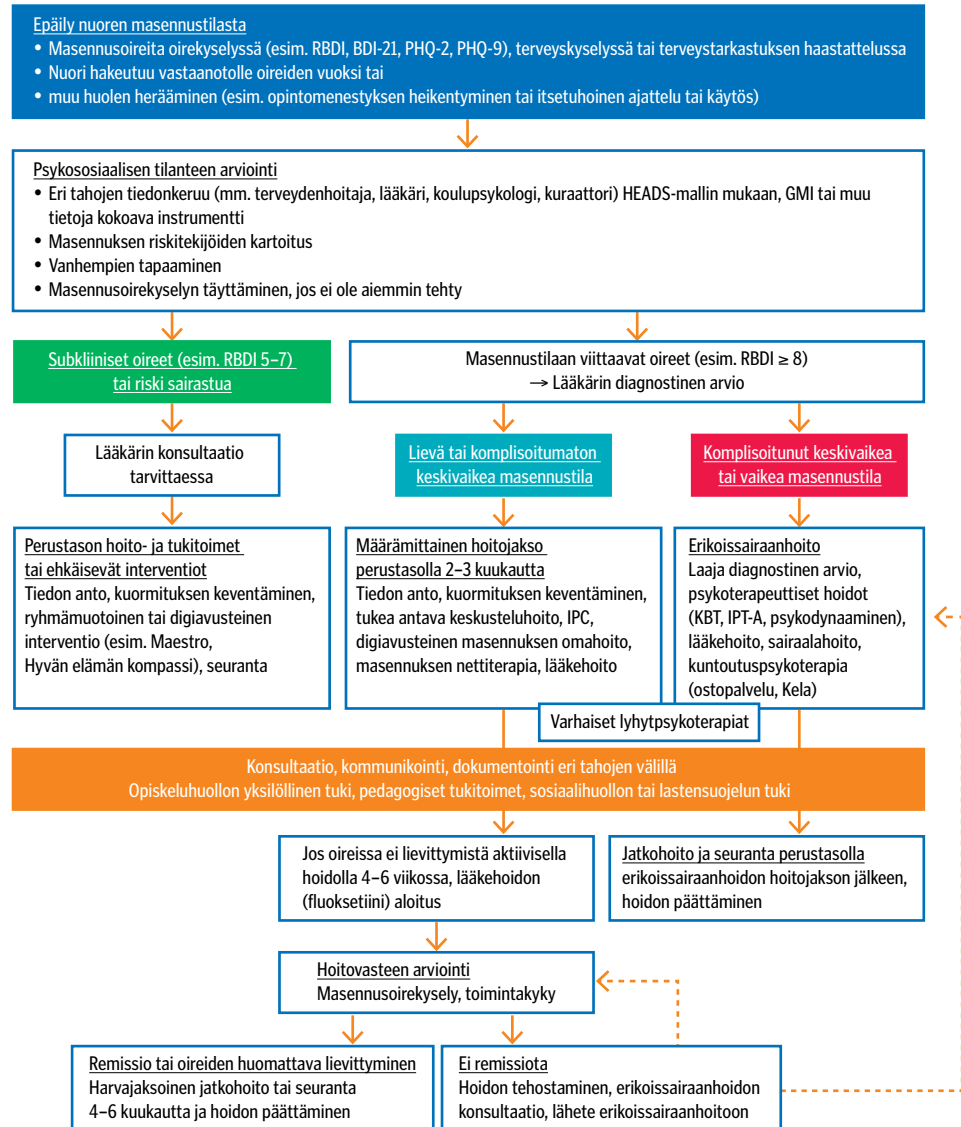 Epäily nuoren masennustilasta
• Masennusoireita oirekyselyssä (esim. RBDI, BDI-21, PHQ-2, PHQ-9), terveyskyselyssä tai terveystarkastuksen haastattelussa
• Nuori hakeutuu vastaanotolle oireiden vuoksi tai
• muu huolen herääminen (esim. opintomenestyksen heikentyminen tai itsetuhoinen ajattelu tai käytös)
Psykososiaalisen tilanteen arviointi
• Eri tahojen tiedonkeruu (mm. terveydenhoitaja, lääkäri, koulupsykologi, kuraattori) HEADS-mallin mukaan, GMI tai muu
tietoja kokoava instrumentti
• Masennuksen riskitekijöiden kartoitus
• Vanhempien tapaaminen
• Masennusoirekyselyn täyttäminen, jos ei ole aiemmin tehty
Subkliiniset oireet (esim. RBDI 5–7)
tai riski sairastua
Masennustilaan viittaavat oireet (esim. RBDI ≥ 8)
→ Lääkärin diagnostinen arvio
Lääkärin konsultaatio
tarvittaessa
Lievä tai komplisoitumaton
keskivaikea masennustila
Komplisoitunut keskivaikea
tai vaikea masennustila
Perustason hoito- ja tukitoimet
tai ehkäisevät interventiot
Tiedon anto, kuormituksen keventäminen,
ryhmämuotoinen tai digiavusteinen
interventio (esim. Maestro,
Hyvän elämän kompassi), seuranta
Määrämittainen hoitojakso
perustasolla 2–3 kuukautta
Tiedon anto, kuormituksen keventäminen,
tukea antava keskusteluhoito, IPC,
digiavusteinen masennuksen omahoito,
masennuksen nettiterapia, lääkehoito
Erikoissairaanhoito
Laaja diagnostinen arvio,
psykoterapeuttiset hoidot
(KBT, IPT-A, psykodynaaminen),
lääkehoito, sairaalahoito,
kuntoutuspsykoterapia
(ostopalvelu, Kela)
Varhaiset lyhytpsykoterapiat
Konsultaatio, kommunikointi, dokumentointi eri tahojen välillä
Opiskeluhuollon yksilöllinen tuki, pedagogiset tukitoimet, sosiaalihuollon tai lastensuojelun tuki
Jos oireissa ei lievittymistä aktiivisella
hoidolla 4–6 viikossa, lääkehoidon
(fluoksetiini) aloitus
Jatkohoito ja seuranta perustasolla
erikoissairaanhoidon hoitojakson jälkeen,
hoidon päättäminen
Hoitovasteen arviointi
Masennusoirekysely, toimintakyky
Remissio tai oireiden huomattava lievittyminen
Harvajaksoinen jatkohoito tai seuranta
4–6 kuukautta ja hoidon päättäminen
Ei remissiota
Hoidon tehostaminen, erikoissairaanhoidon
konsultaatio, lähete erikoissairaanhoitoon